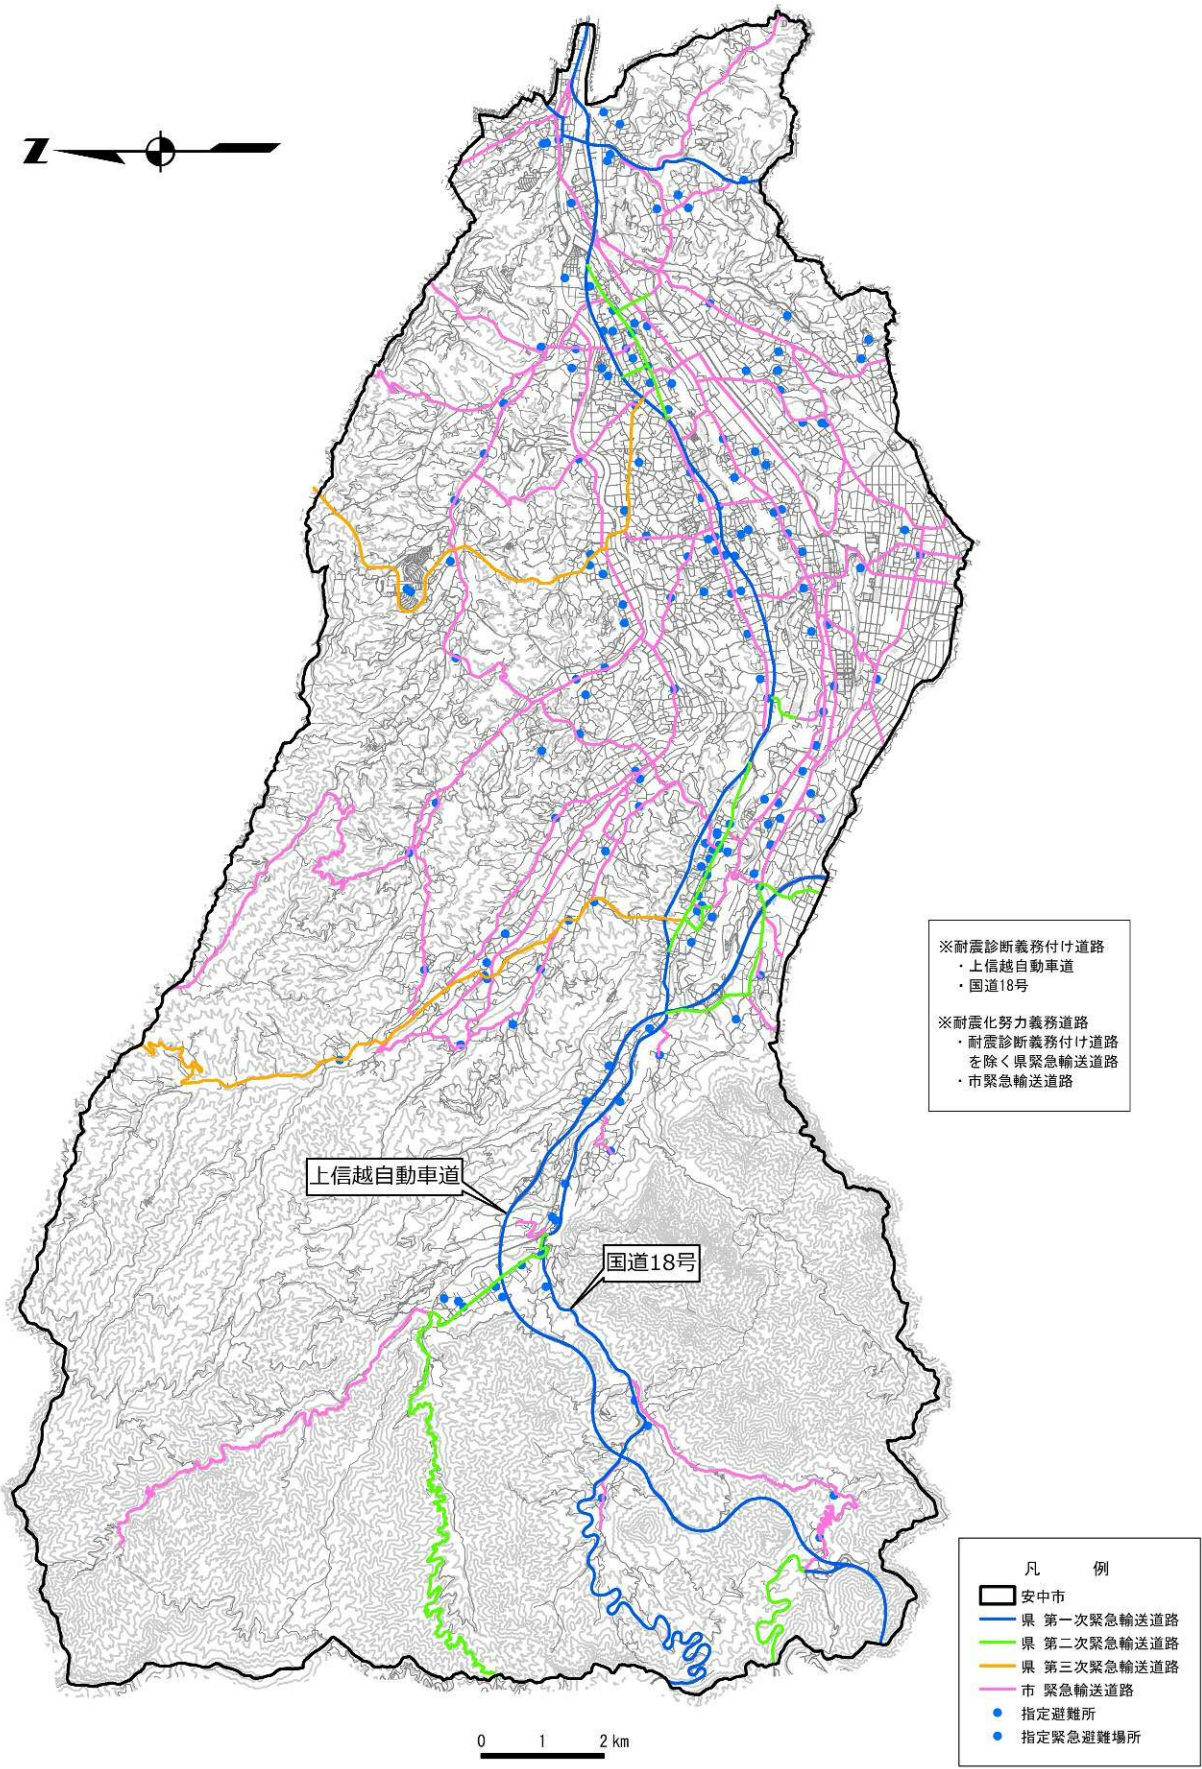 Z
※耐震診断義務付け道路
・上信越自動車道
・国道18号
※耐震化努力義務道路
・耐震診断義務付け道路
を除く県緊急輸送道路
・市緊急輸送道路
上信越自動車道
国道18号
凡 例
安中市
県 第一次緊急輸送道路
県 第二次緊急輸送道路
県 第三次緊急輸送道路
市 緊急輸送道路
指定避難所
指定緊急避難場所
0 1 2 km